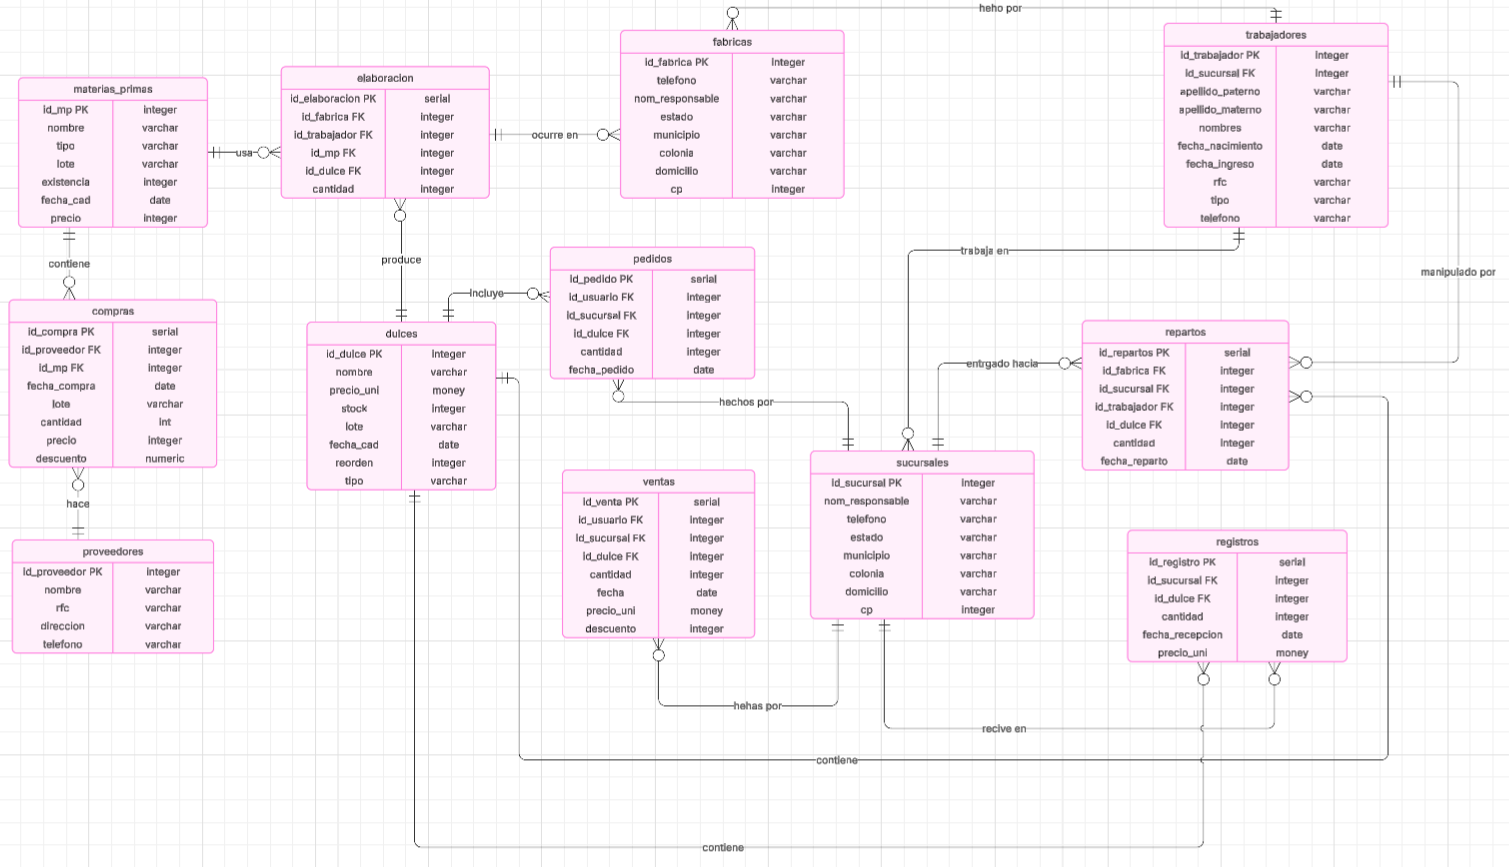 heho por
fabricas
id_fabrica PK integer
telefono varchar
nom_responsable varchar
estado varchar
municipio varchar
colonia varchar
domicilio varchar
cp integer
trabajadores
id_trabajador PK integer
id_sucursal FK integer
apellido_paterno varchar
apellido_materno varchar
nombres varchar
fecha_nacimiento date
fecha_ingreso date
rfc varchar
tipo varchar
telefono varchar
elaboracion
id_elaboracion PK serial
id_fabrica FK integer
id_trabajador FK integer
id_mp FK integer
id_dulce FK integer
cantidad integer
materias_primas
id_mp PK integer
nombre varchar
tipo varchar
lote varchar
existencia integer
fecha_cad date
precio integer
usa
ocurre en
contiene
produce
trabaja en
manipulado por
pedidos
id_pedido PK serial
id_usuario FK integer
id_sucursal FK integer
id_dulce FK integer
cantidad integer
fecha_pedido date
incluye
compras
id_compra PK serial
id_proveedor FK integer
id_mp FK integer
fecha_compra date
lote varchar
cantidad int
precio integer
descuento numeric
dulces
id_dulce PK integer
nombre varchar
precio_uni money
stock integer
lote varchar
fecha_cad date
reorden integer
tipo varchar
repartos
id_repartos PK serial
id_fabrica FK integer
id_sucursal FK integer
id_trabajador FK integer
id_dulce FK integer
cantidad integer
fecha_reparto date
entrgado hacia
hechos por
hace
sucursales
id_sucursal PK integer
nom_responsable varchar
telefono varchar
estado varchar
municipio varchar
colonia varchar
domicilio varchar
cp integer
ventas
id_venta PK serial
id_usuario FK integer
id_sucursal FK integer
id_dulce FK integer
cantidad integer
fecha date
precio_uni money
descuento integer
proveedores
id_proveedor PK integer
nombre varchar
rfc varchar
direccion varchar
telefono varchar
registros
id_registro PK serial
id_sucursal FK integer
id_dulce FK integer
cantidad integer
fecha_recepcion date
precio_uni money
hehas por
recive en
contiene
contiene